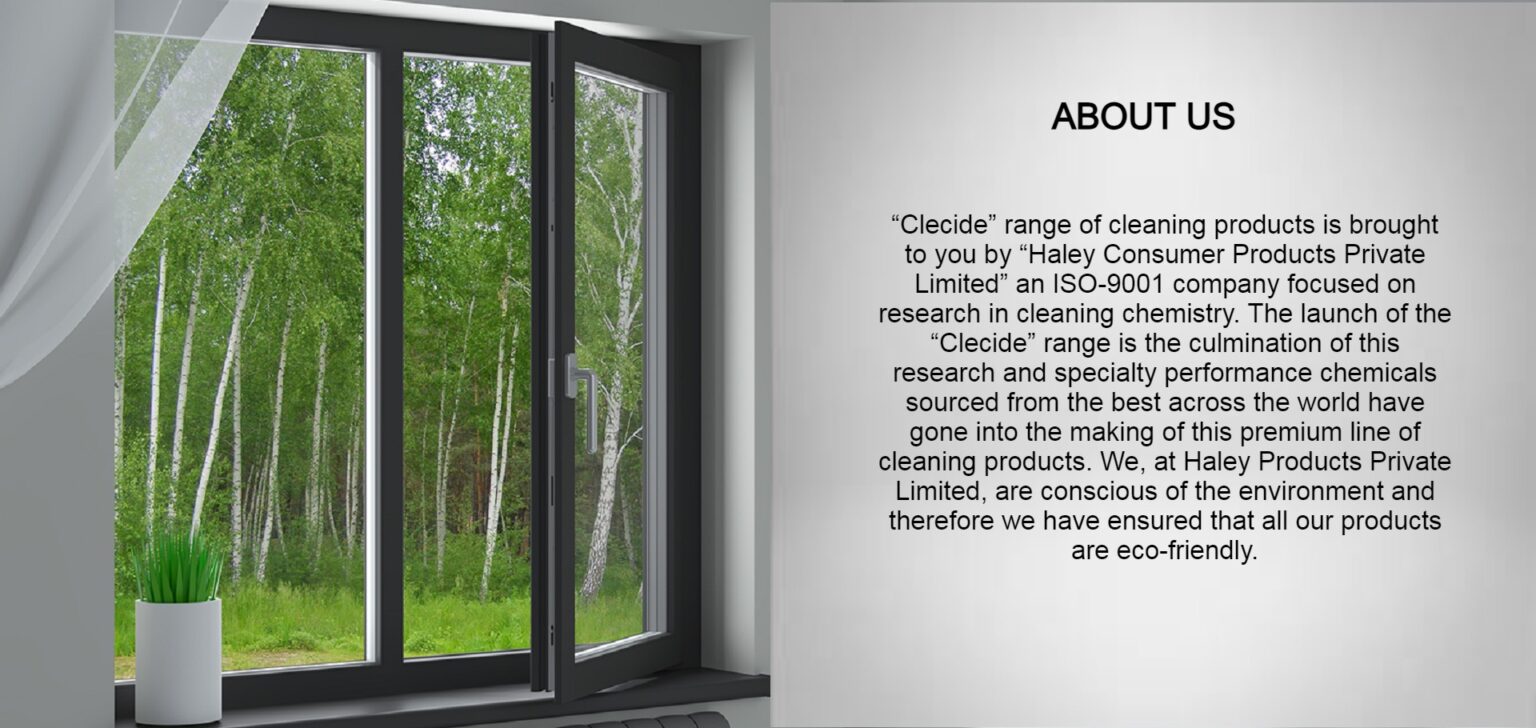 ABOUT US
“Clecide” range of cleaning products is brought
to you by “Haley Consumer Products Private
Limited” an ISO-9001 company focused on
research in cleaning chemistry. The launch of the
“Clecide” range is the culmination of this
research and specialty performance chemicals
sourced from the best across the world have
gone into the making of this premium line of
cleaning products. We, at Haley Products Private
Limited, are conscious of the environment and
therefore we have ensured that all our products
are eco-friendly.